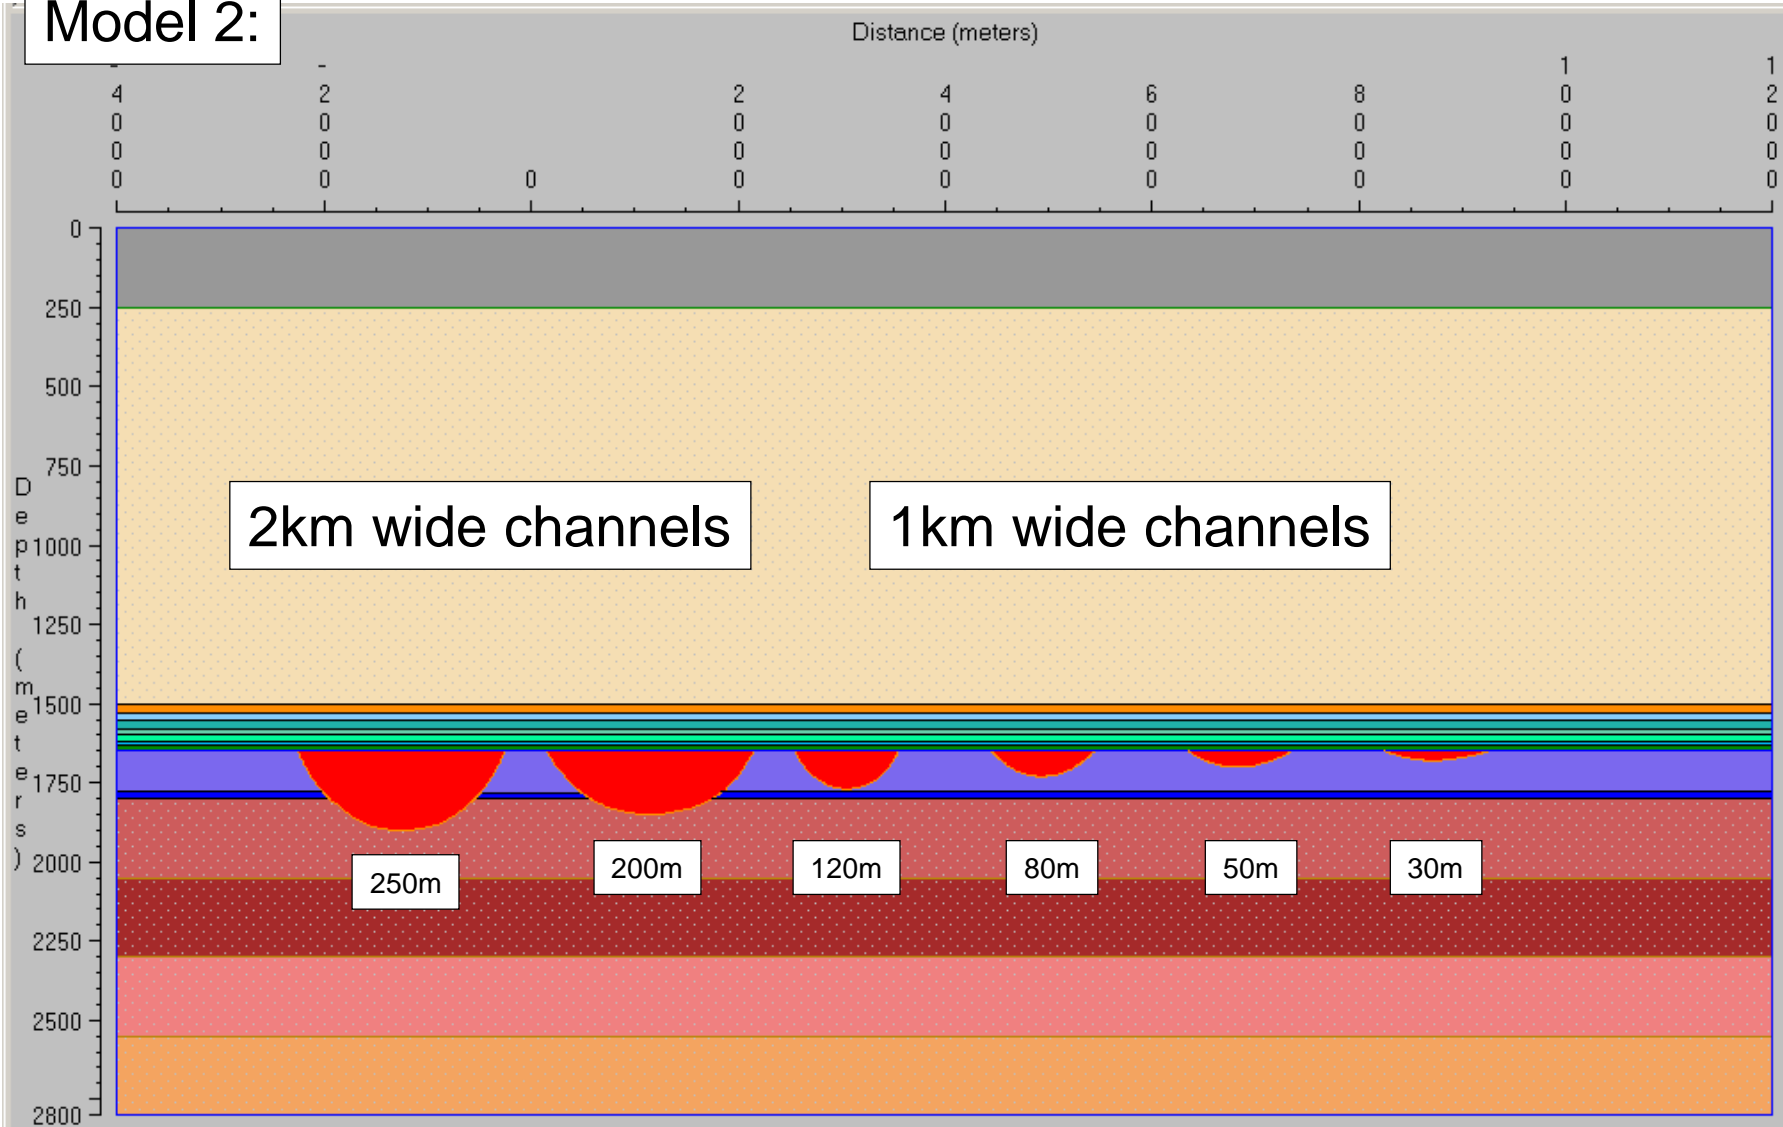 Model 2:
Distance (meters)
-4000
-2000
0
2000
4000
6000
8000
10000
12000
Depth (meters)
0
250
500
750
1000
1250
1500
1750
2000
2250
2500
2800
2km wide channels
1km wide channels
250m
200m
120m
80m
50m
30m